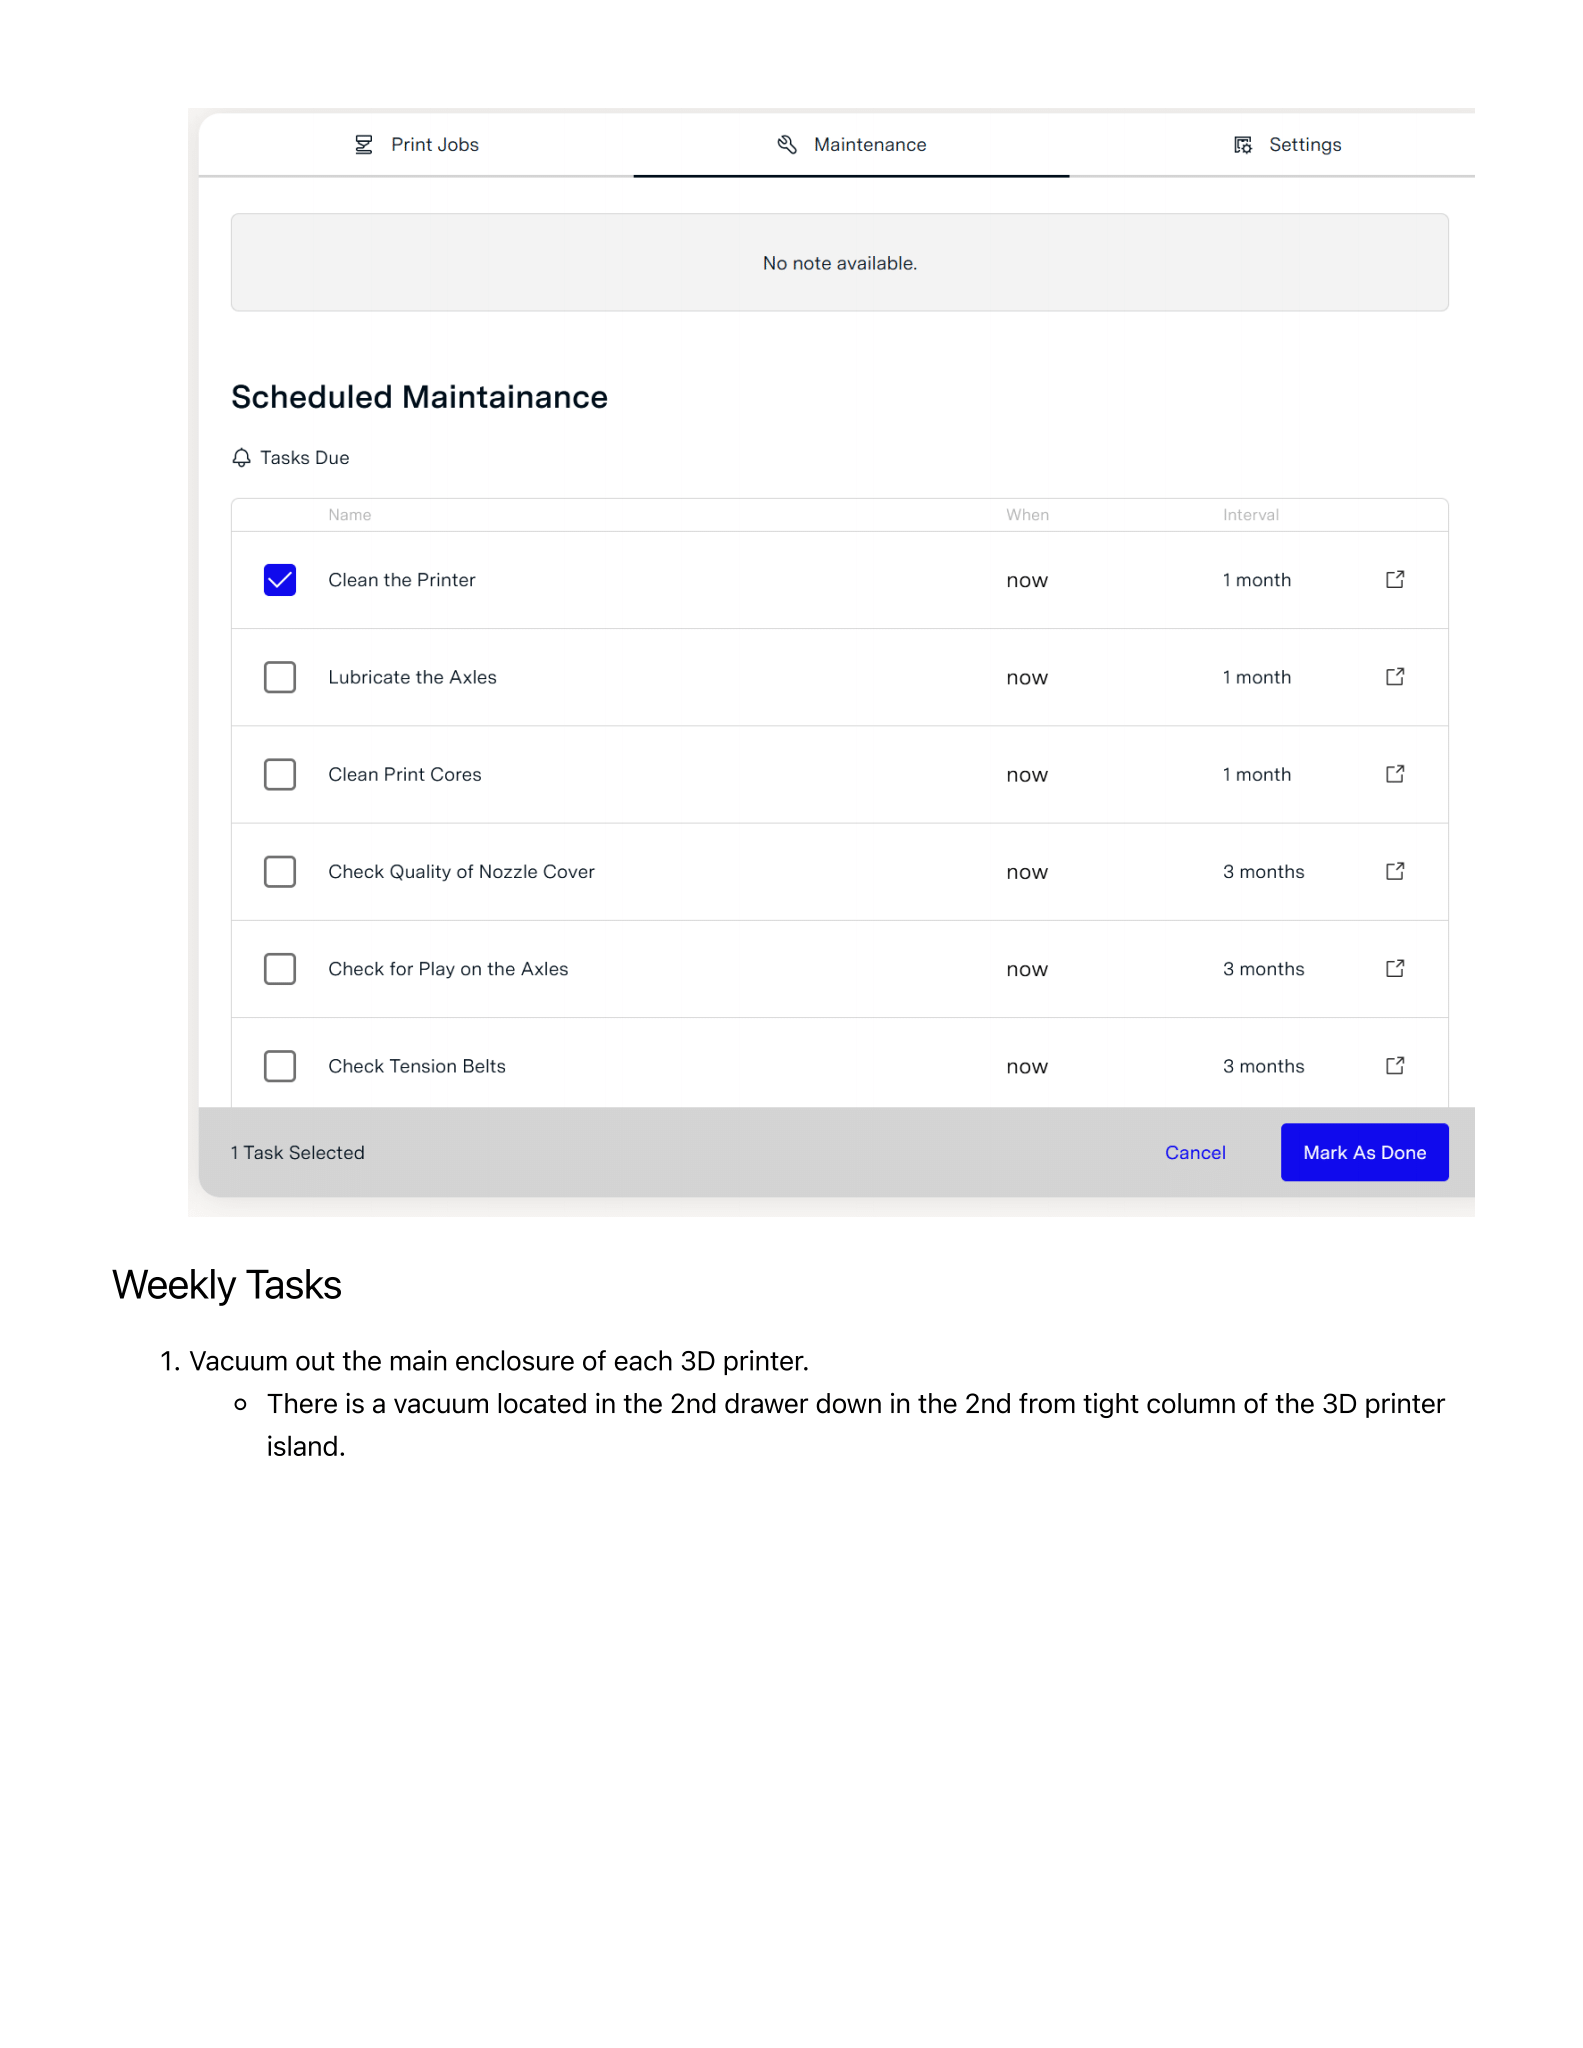 Print Jobs Maintenance Settings
No note available.
Scheduled Maintainance
Tasks Due
Name When Interval
Clean the Printer now 1 month
Lubricate the Axles now 1 month
Clean Print Cores now 1 month
Check Quality of Nozzle Cover now 3 months
Check for Play on the Axles now 3 months
Check Tension Belts now 3 months
1 Task Selected Cancel Mark As Done
Weekly Tasks
1. Vacuum out the main enclosure of each 3D printer.
There is a vacuum located in the 2nd drawer down in the 2nd from tight column of the 3D printer
island.